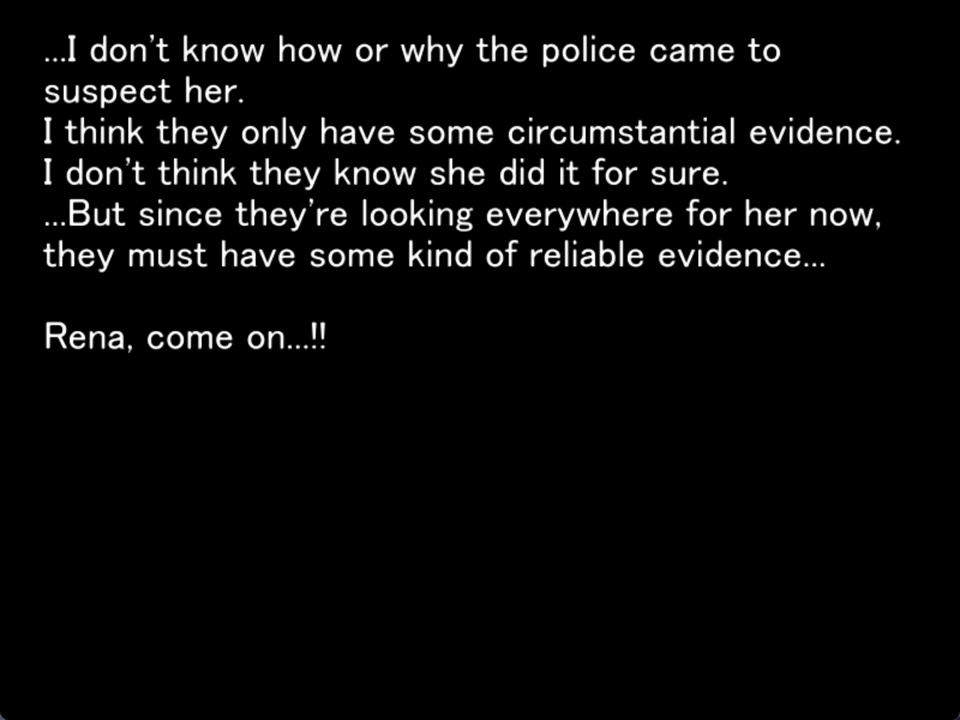 ...I don't know how or why the police came to
suspect her.
I think they only have some circumstantial evidence.
I don't think they know she did it for sure.
...But since they're looking everywhere for her now,
they must have some kind of reliable evidence...
Rena, come on...!!